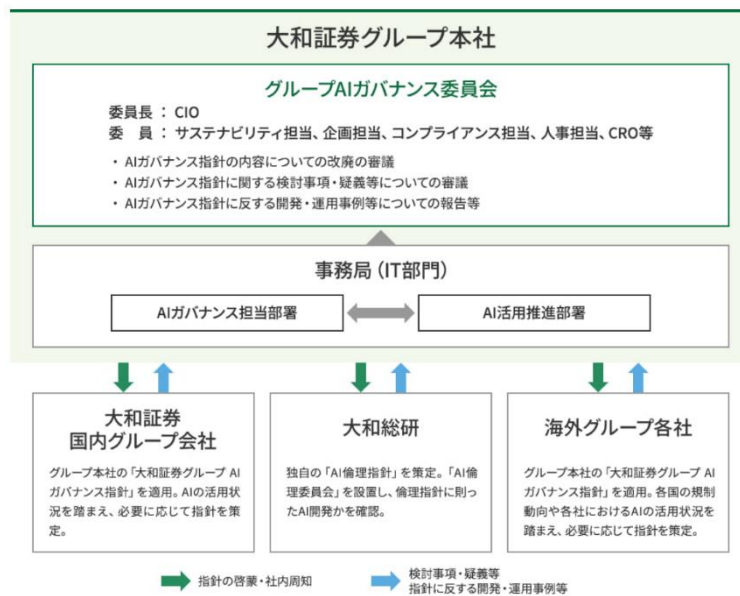 大和証券グループ本社
グループAIガバナンス委員会
委員長 : CIO
委　員 : サステナビリティ担当、企画担当、コンプライアンス担当、人事担当、CRO等
・ AIガバナンス指針の内容についての改廃の審議
・ AIガバナンス指針に関する検討事項・疑義等についての審議
・ AIガバナンス指針に反する開発・運用事例等についての報告等
事務局（IT部門）
AIガバナンス担当部署
AI活用推進部署
大和証券
国内グループ会社
グループ本社の「大和証券グループ AI
ガバナンス指針」を適用。AIの活用状
況を踏まえ、必要に応じて指針を策
定。
大和総研
独自の「AI倫理指針」を策定。「AI倫
理委員会」を設置し、倫理指針に則っ
たAI開発かを確認。
海外グループ各社
グループ本社の「大和証券グループ AI
ガバナンス指針」を適用。各国の規制
動向や各社におけるAIの活用状況を
踏まえ、必要に応じて指針を策定。
指針の啓蒙・社内周知
検討事項・疑義等
指針に反する開発・運用事例等